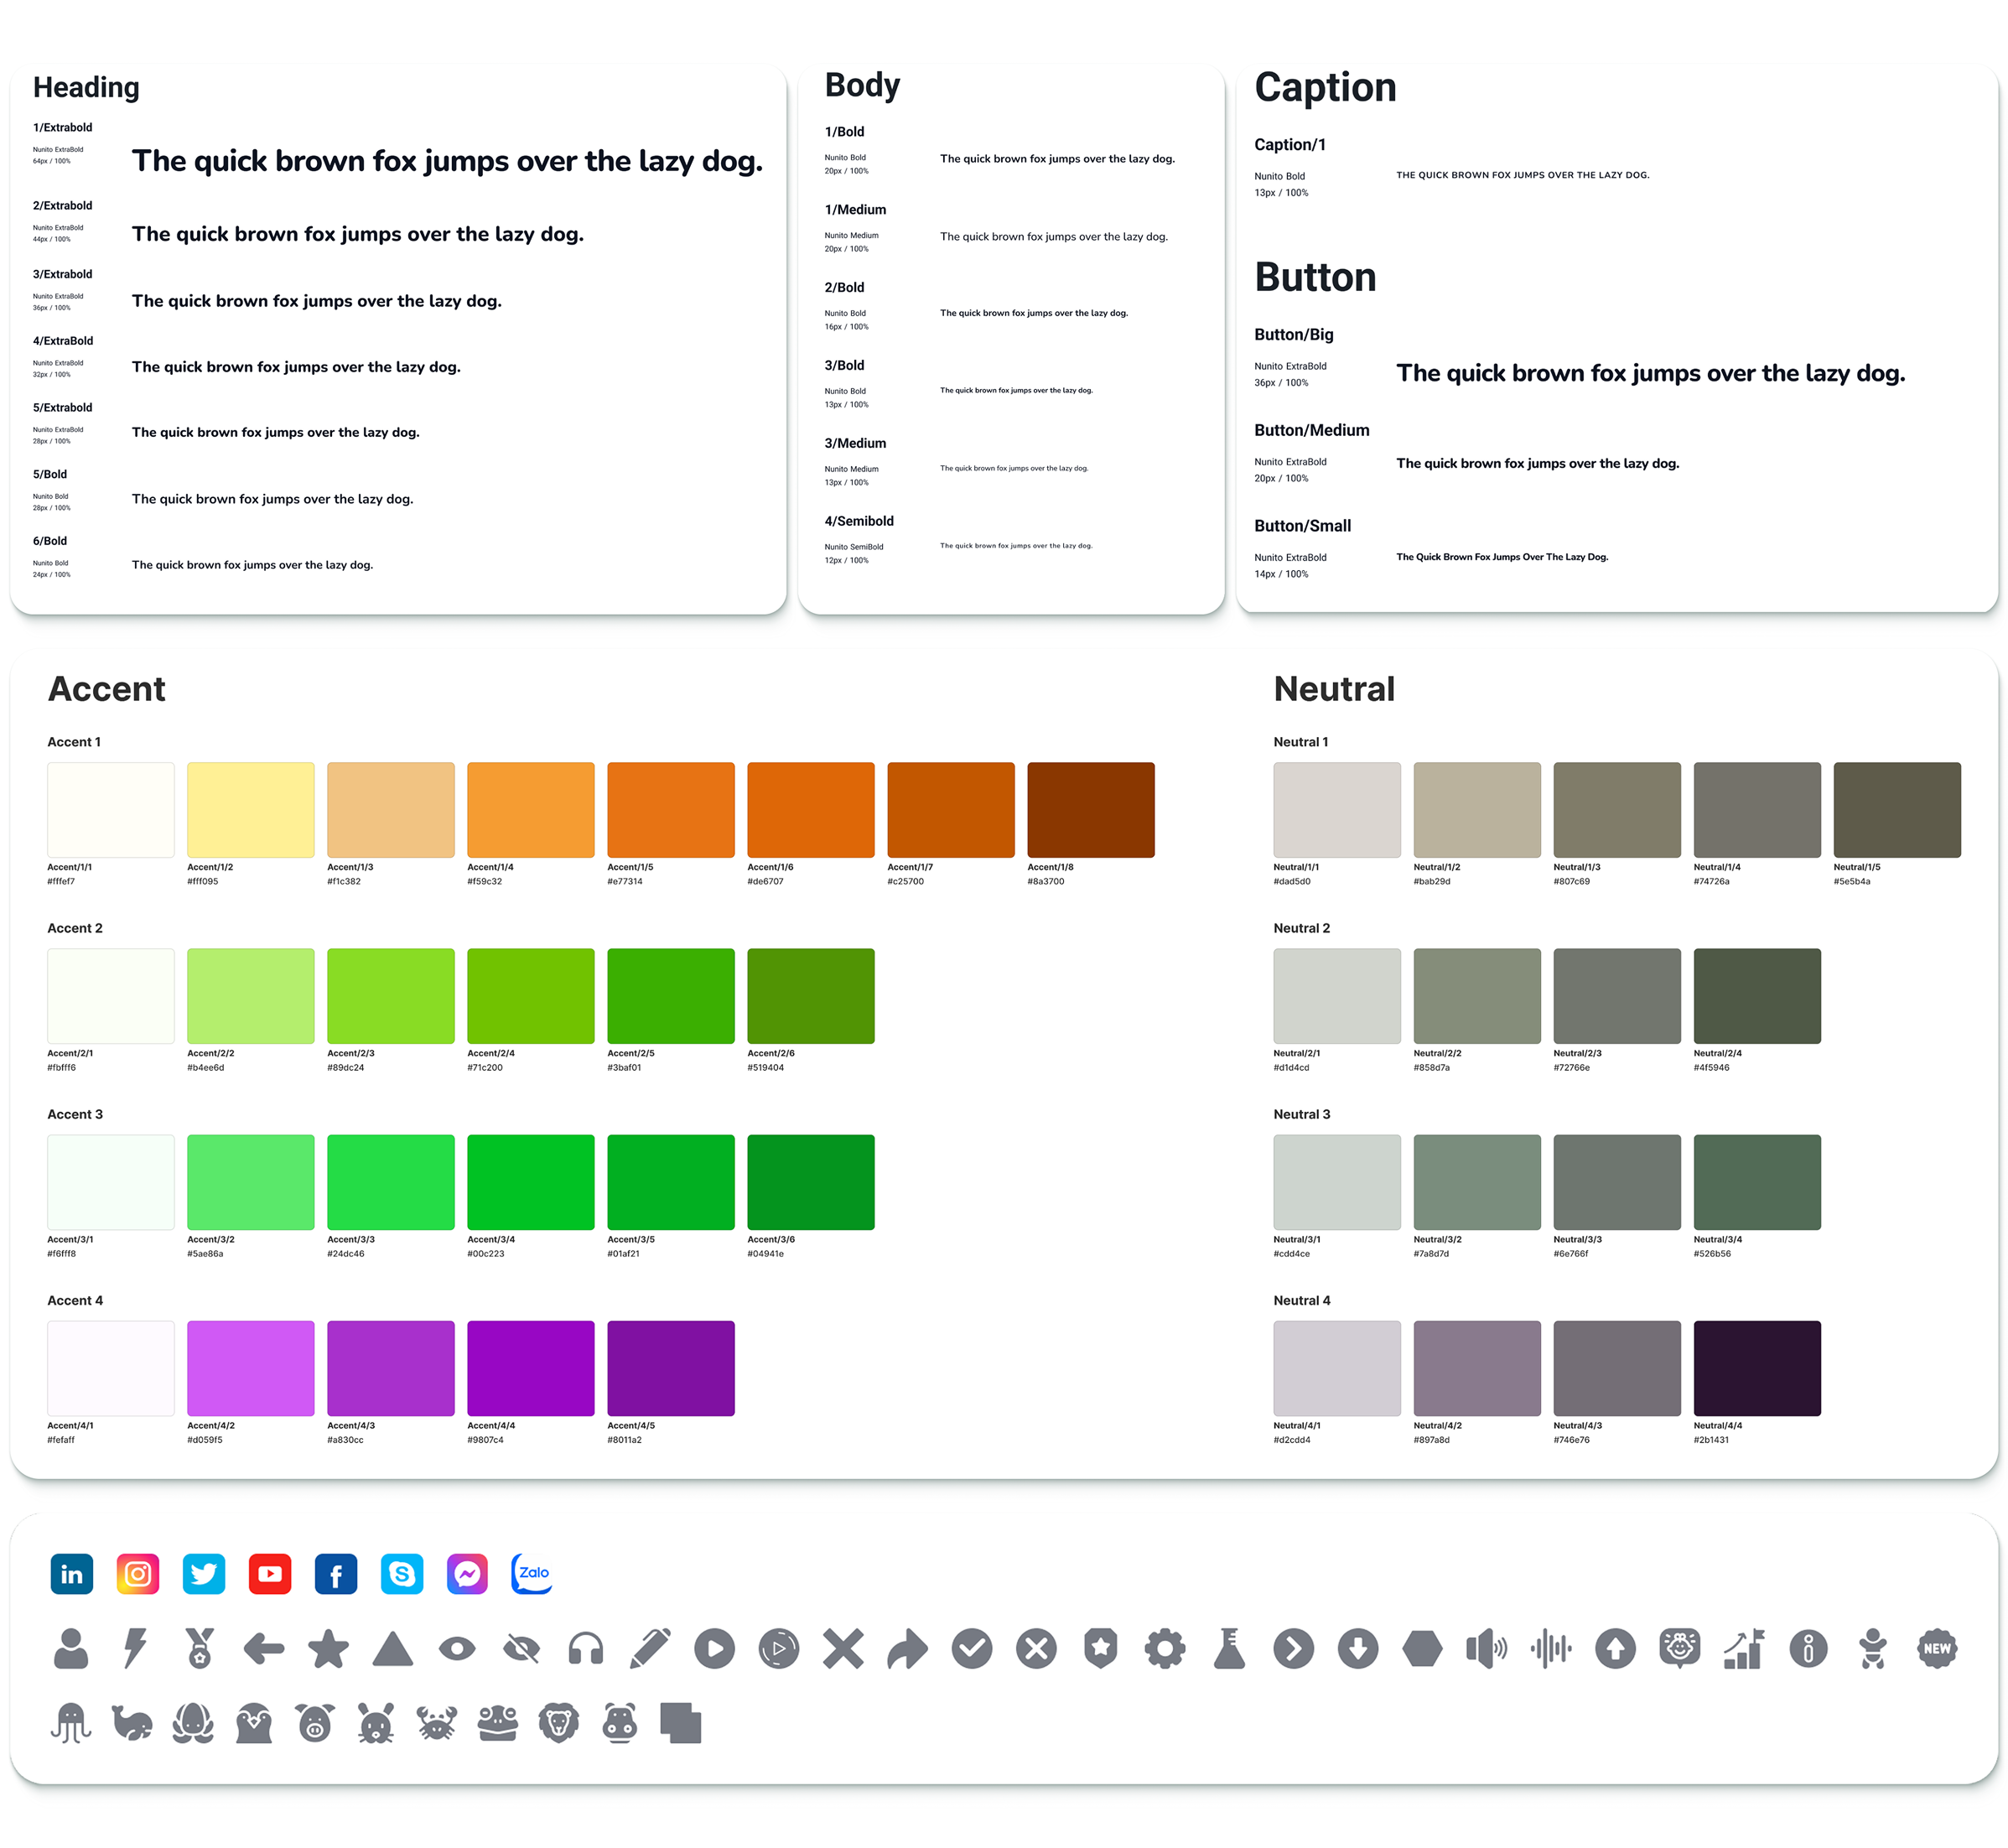 Heading
1/Extrabold
Nunito ExtraBold
64px / 100%
The quick brown fox jumps over the lazy dog.
2/Extrabold
Nunito ExtraBold
44px / 100%
The quick brown fox jumps over the lazy dog.
3/Extrabold
Nunito ExtraBold
36px / 100%
The quick brown fox jumps over the lazy dog.
4/ExtraBold
Nunito ExtraBold
32px / 100%
The quick brown fox jumps over the lazy dog.
5/Extrabold
Nunito ExtraBold
28px / 100%
The quick brown fox jumps over the lazy dog.
5/Bold
Nunito Bold
28px / 100%
The quick brown fox jumps over the lazy dog.
6/Bold
Nunito Bold
24px / 100%
The quick brown fox jumps over the lazy dog.
Body
1/Bold
Nunito Bold
20px / 100%
The quick brown fox jumps over the lazy dog.
1/Medium
Nunito Medium
20px / 100%
The quick brown fox jumps over the lazy dog.
2/Bold
Nunito Bold
16px / 100%
The quick brown fox jumps over the lazy dog.
3/Bold
Nunito Bold
13px / 100%
The quick brown fox jumps over the lazy dog.
3/Medium
Nunito Medium
13px / 100%
The quick brown fox jumps over the lazy dog.
4/Semibold
Nunito SemiBold
12px / 100%
The quick brown fox jumps over the lazy dog.
Caption
Caption/1
Nunito Bold
13px / 100%
THE QUICK BROWN FOX JUMPS OVER THE LAZY DOG.
Button
Button/Big
Nunito ExtraBold
36px / 100%
The quick brown fox jumps over the lazy dog.
Button/Medium
Nunito ExtraBold
20px / 100%
The quick brown fox jumps over the lazy dog.
Button/Small
Nunito ExtraBold
14px / 100%
The Quick Brown Fox Jumps Over The Lazy Dog.
Accent
Accent 1
Accent/1/1 Accent/1/2 Accent/1/3 Accent/1/4 Accent/1/5 Accent/1/6 Accent/1/7 Accent/1/8
#fffef7 #fff095 #f1c382 #f59c32 #e77314 #de6707 #c25700 #8a3700
Accent 2
Accent/2/1 Accent/2/2 Accent/2/3 Accent/2/4 Accent/2/5 Accent/2/6
#fbfff6 #b4ee6d #89dc24 #71c200 #3baf01 #519404
Accent 3
Accent/3/1 Accent/3/2 Accent/3/3 Accent/3/4 Accent/3/5 Accent/3/6
#f6fff8 #5ae86a #24dc46 #00c223 #01af21 #04941e
Accent 4
Accent/4/1 Accent/4/2 Accent/4/3 Accent/4/4 Accent/4/5
#fefaff #d059f5 #a830cc #9807c4 #8011a2
Neutral
Neutral 1
Neutral/1/1 Neutral/1/2 Neutral/1/3 Neutral/1/4 Neutral/1/5
#dad5d0 #bab29d #807c69 #74726a #5e5b4a
Neutral 2
Neutral/2/1 Neutral/2/2 Neutral/2/3 Neutral/2/4
#d1d4cd #858d7a #72766e #4f5946
Neutral 3
Neutral/3/1 Neutral/3/2 Neutral/3/3 Neutral/3/4
#cdd4ce #7a8d7d #6e766f #526b56
Neutral 4
Neutral/4/1 Neutral/4/2 Neutral/4/3 Neutral/4/4
#d2cdd4 #897a8d #746e76 #2b1431
in
f
S
Zalo
NEW